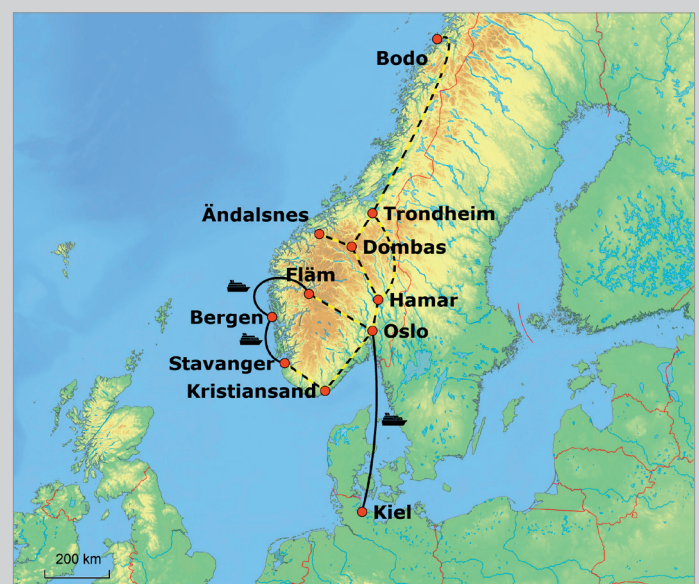 Bodo
Ändalsnes
Trondheim
Dombas
Fläm
Hamar
Bergen
Oslo
Stavanger
Kristiansand
Kiel
200 km